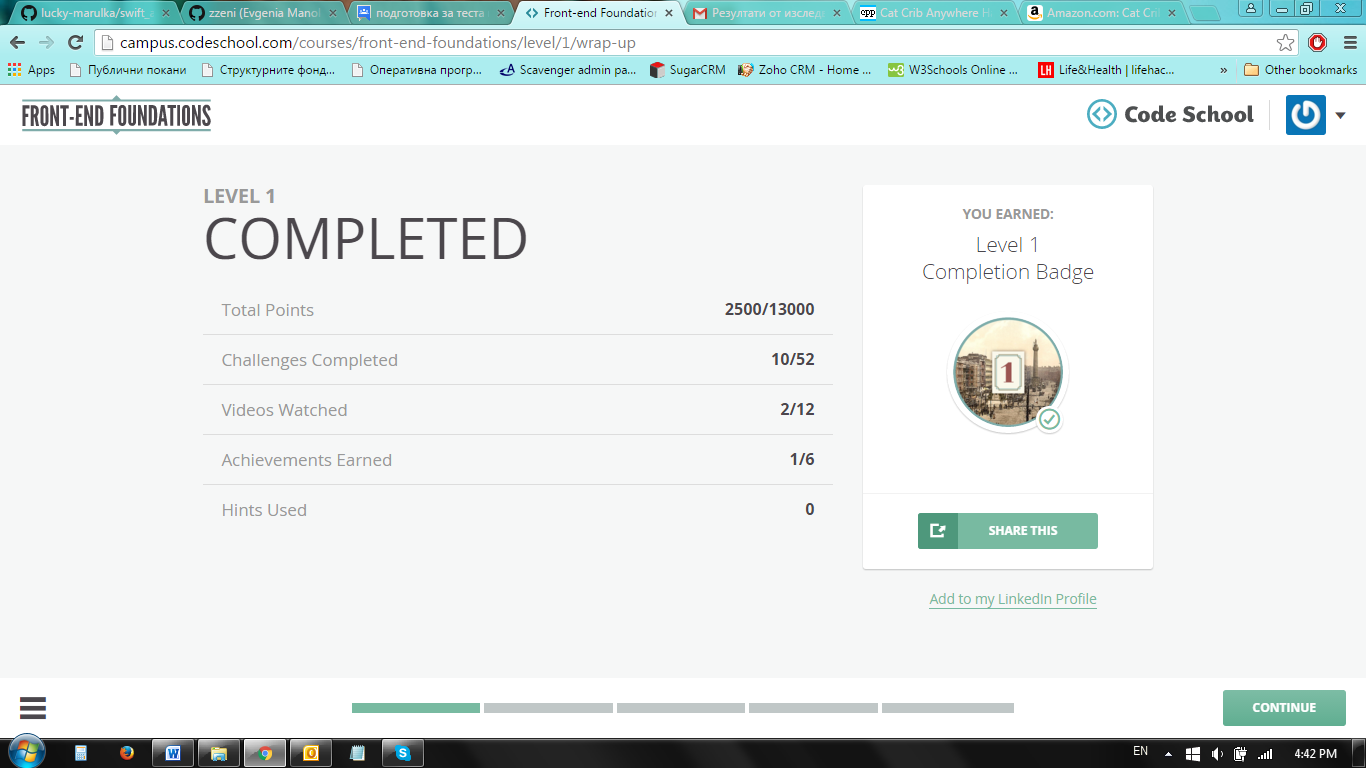 lucky-marulka/swift_a
zzeni (Evgenia Manol
подготовка за теста
Front-end Foundation
Резултати от изследв
Cat Crib Anywhere H
Amazon.com: Cat Crib
campus.codeschool.com/courses/front-end-foundations/level/1/wrap-up
Apps
Публични покани
Структурните фонд...
Оперативна прогр...
Scavenger admin pa...
SugarCRM
Zoho CRM - Home ...
W3Schools Online ...
Life&Health | lifehac...
»
Other bookmarks
FRONT-END FOUNDATIONS
Code School
LEVEL 1
COMPLETED
Total Points 2500/13000
Challenges Completed 10/52
Videos Watched 2/12
Achievements Earned 1/6
Hints Used 0
YOU EARNED:
Level 1
Completion Badge
1
SHARE THIS
Add to my LinkedIn Profile
CONTINUE
EN
4:42 PM